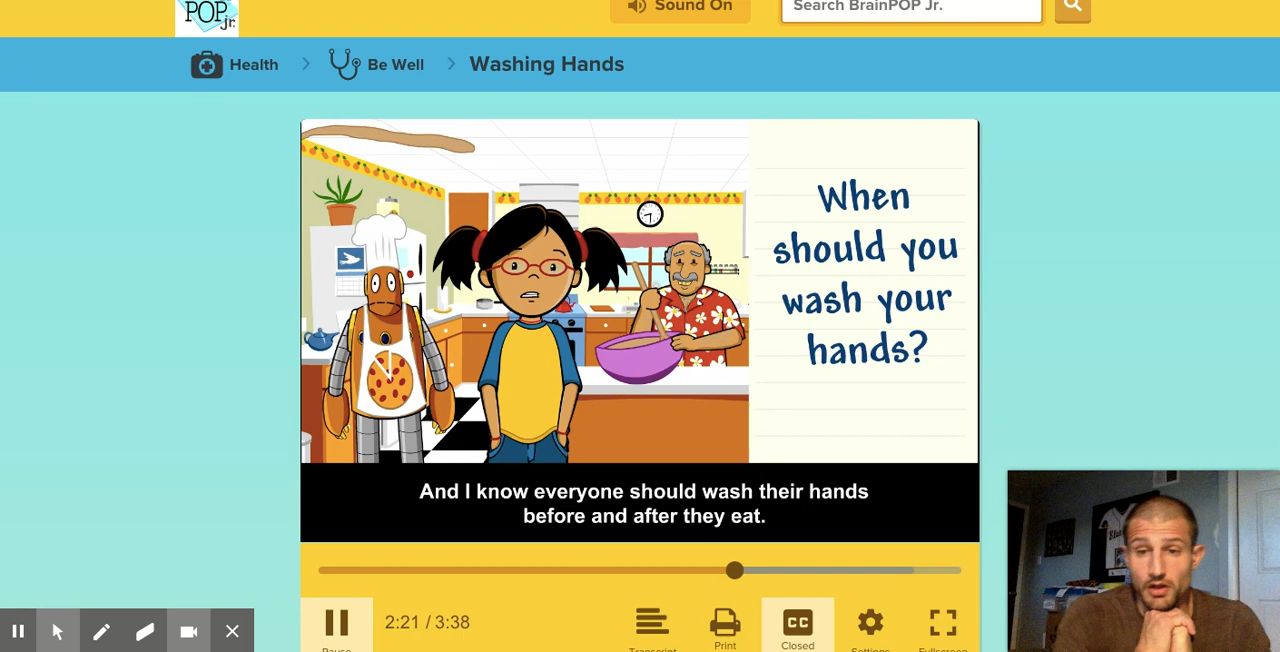 POP
jr.
Sound On
Search BrainPOP Jr.
Health
Be Well
Washing Hands
When
should you
wash your
hands?
And I know everyone should wash their hands
before and after they eat.
2:21 / 3:38
Pause
Transcript
Print
CC
Closed
Settings
Fullscreen